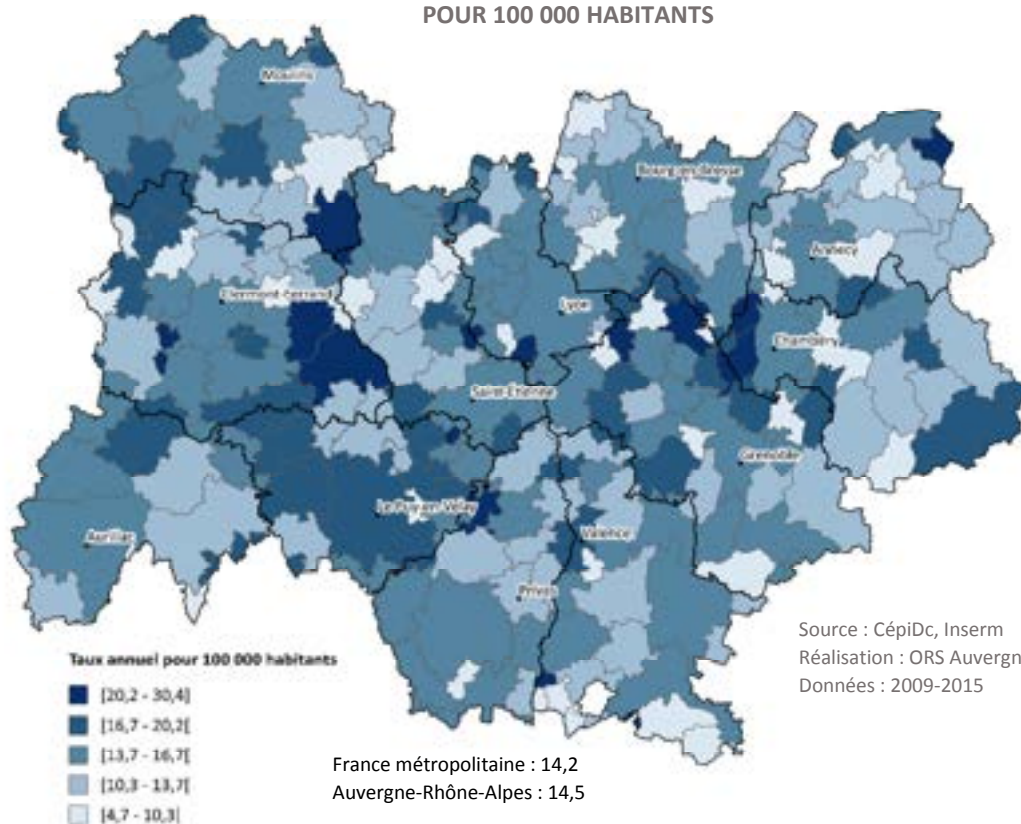 POUR 100 000 HABITANTS
Moulins
Bourg-en-Bresse
Annecy
Clermont-Ferrand
Lyon
Chambéry
Saint-Etienne
Grenoble
Le Puy-en-Velay
Aurillac
Valence
Privas
Source : CépiDc, Inserm
Réalisation : ORS Auvergn
Données : 2009-2015
Taux annuel pour 100 000 habitants
[20,2 - 30,4]
[16,7 - 20,2[
[13,7 - 16,7[
[10,3 - 13,7[
[4,7 - 10,3[
France métropolitaine : 14,2
Auvergne-Rhône-Alpes : 14,5